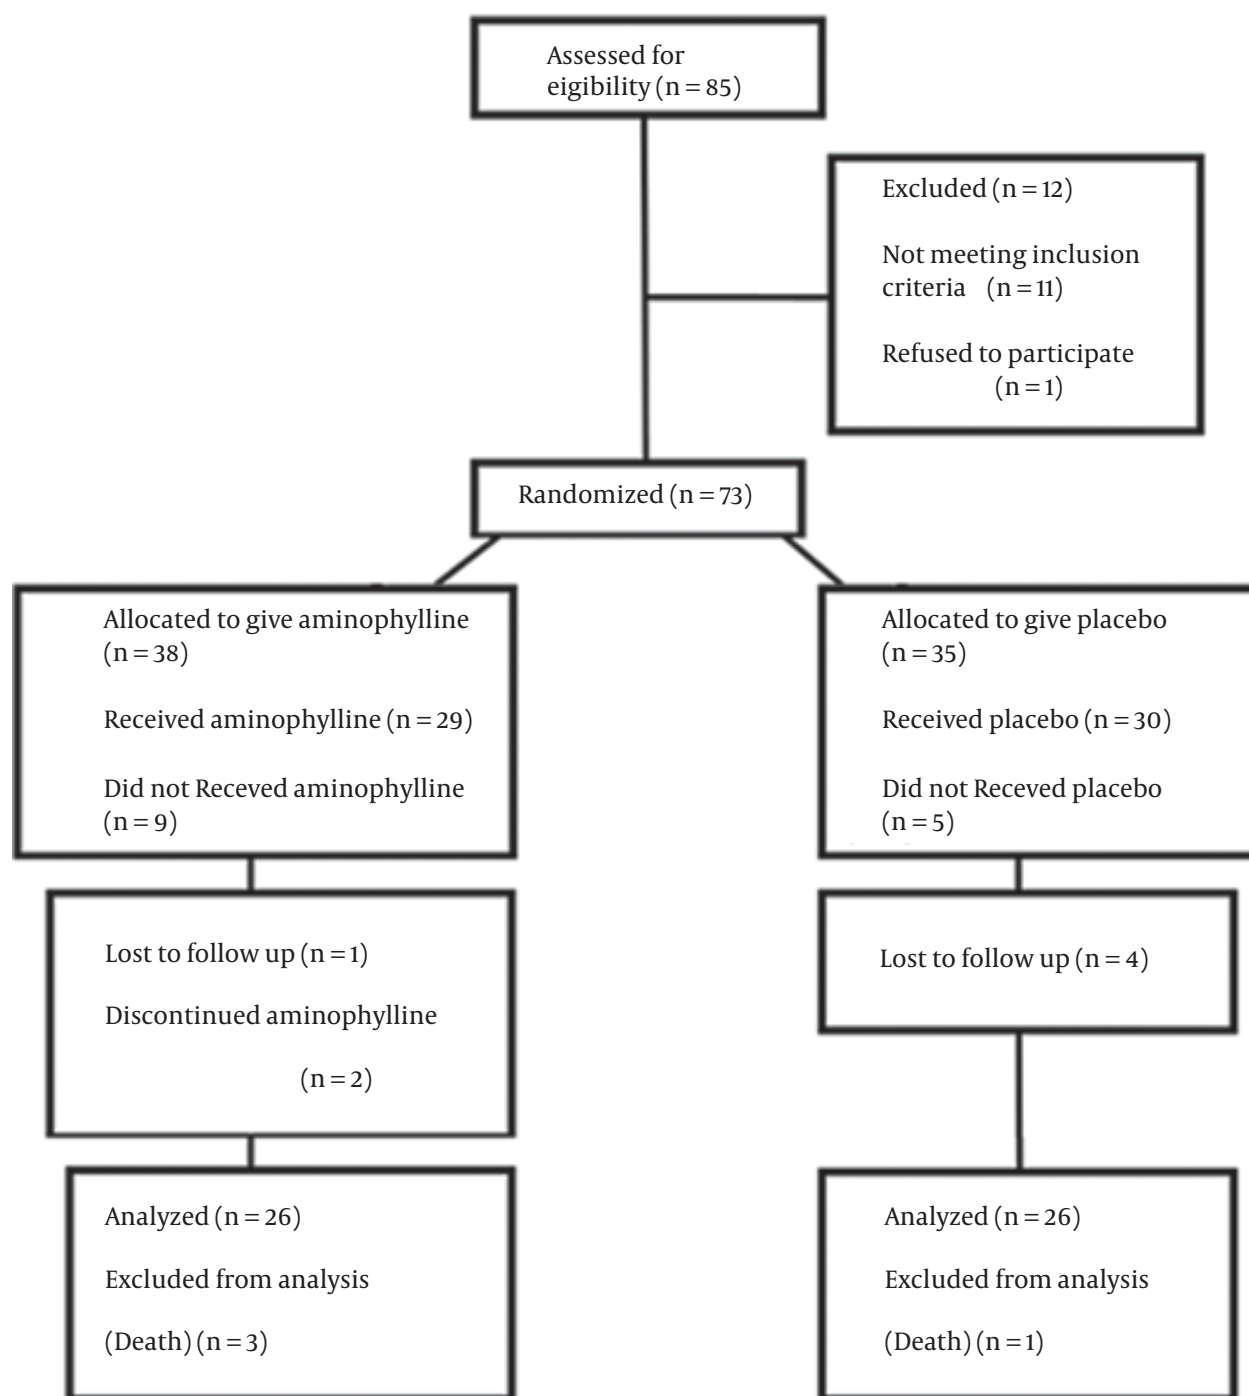 Assessed for
eigibility (n = 85)
Excluded (n = 12)
Not meeting inclusion
criteria (n = 11)
Refused to participate
(n = 1)
Randomized (n = 73)
Allocated to give aminophylline
(n = 38)
Received aminophylline (n = 29)
Did not Receved aminophylline
(n = 9)
Allocated to give placebo
(n = 35)
Received placebo (n = 30)
Did not Receved placebo
(n = 5)
Lost to follow up (n = 1)
Discontinued aminophylline
(n = 2)
Lost to follow up (n = 4)
Analyzed (n = 26)
Excluded from analysis
(Death) (n = 3)
Analyzed (n = 26)
Excluded from analysis
(Death) (n = 1)